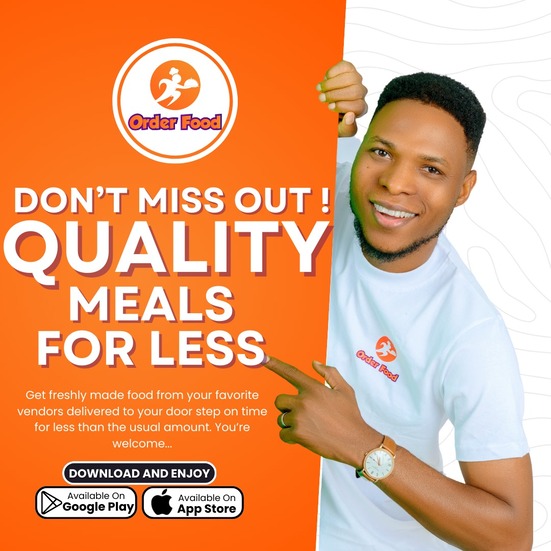 Order Food
DON'T MISS OUT !
QUALITY
MEALS
FOR LESS
Order Food
Get freshly made food from your favorite
vendors delivered to your door step on time
for less than the usual amount. You're
welcome...
DOWNLOAD AND ENJOY
Available On
Google Play
Available On
App Store